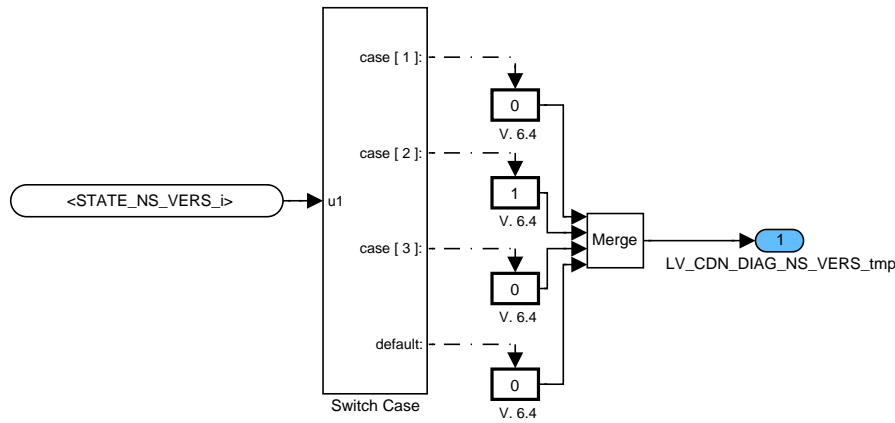 case [ 1 ]:
0
V. 6.4
case [ 2 ]:
1
V. 6.4
<STATE_NS_VERS_i>
u1
Merge
1
LV_CDN_DIAG_NS_VERS_tmp
case [ 3 ]:
0
V. 6.4
default:
0
V. 6.4
Switch Case